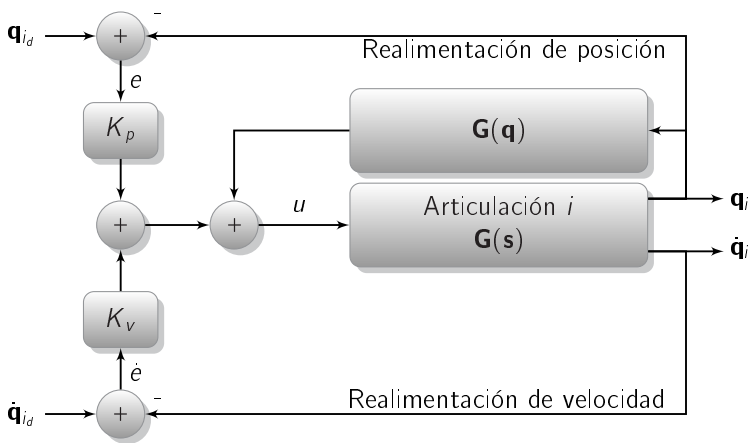 q_{i_d}
+
−
Realimentación de posición
e
K_p
G(q)
+
+
u
Articulación i
G(s)
q_i
q̇_i
K_v
ė
Realimentación de velocidad
q̇_{i_d}
+
−